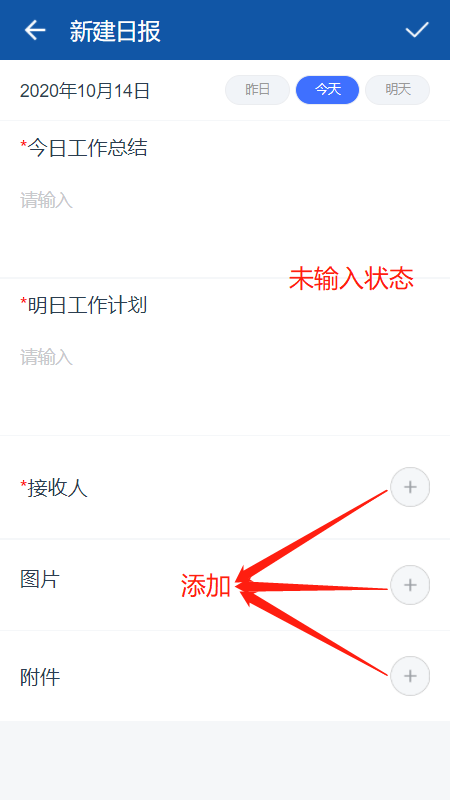 新建日报
2020年10月14日 昨日 今天 明天
*今日工作总结
请输入
未输入状态
*明日工作计划
请输入
*接收人
图片
添加
附件